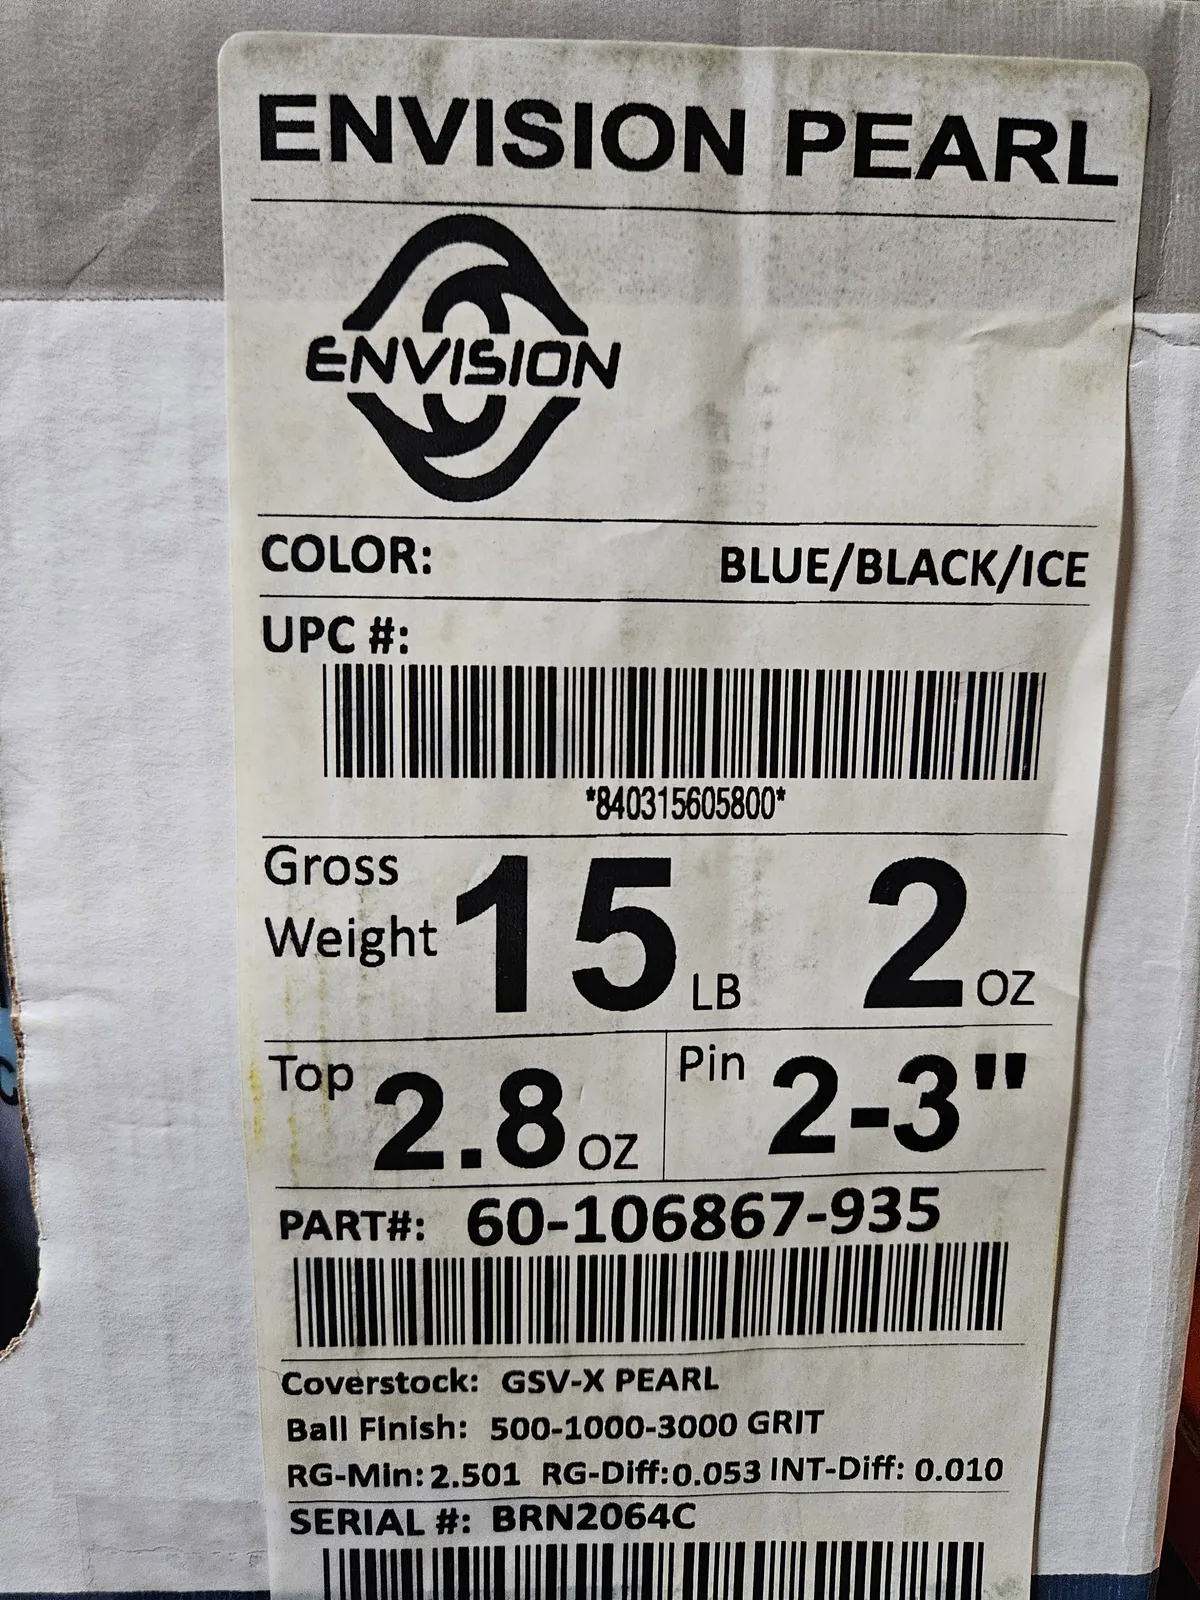 ENVISION PEARL
ENVISION
COLOR: BLUE/BLACK/ICE
UPC #:
*840315605800*
Gross Weight 15 LB 2 OZ
Top 2.8 OZ Pin 2-3"
PART#: 60-106867-935
Coverstock: GSV-X PEARL
Ball Finish: 500-1000-3000 GRIT
RG-Min: 2.501 RG-Diff: 0.053 INT-Diff: 0.010
SERIAL #: BRN2064C